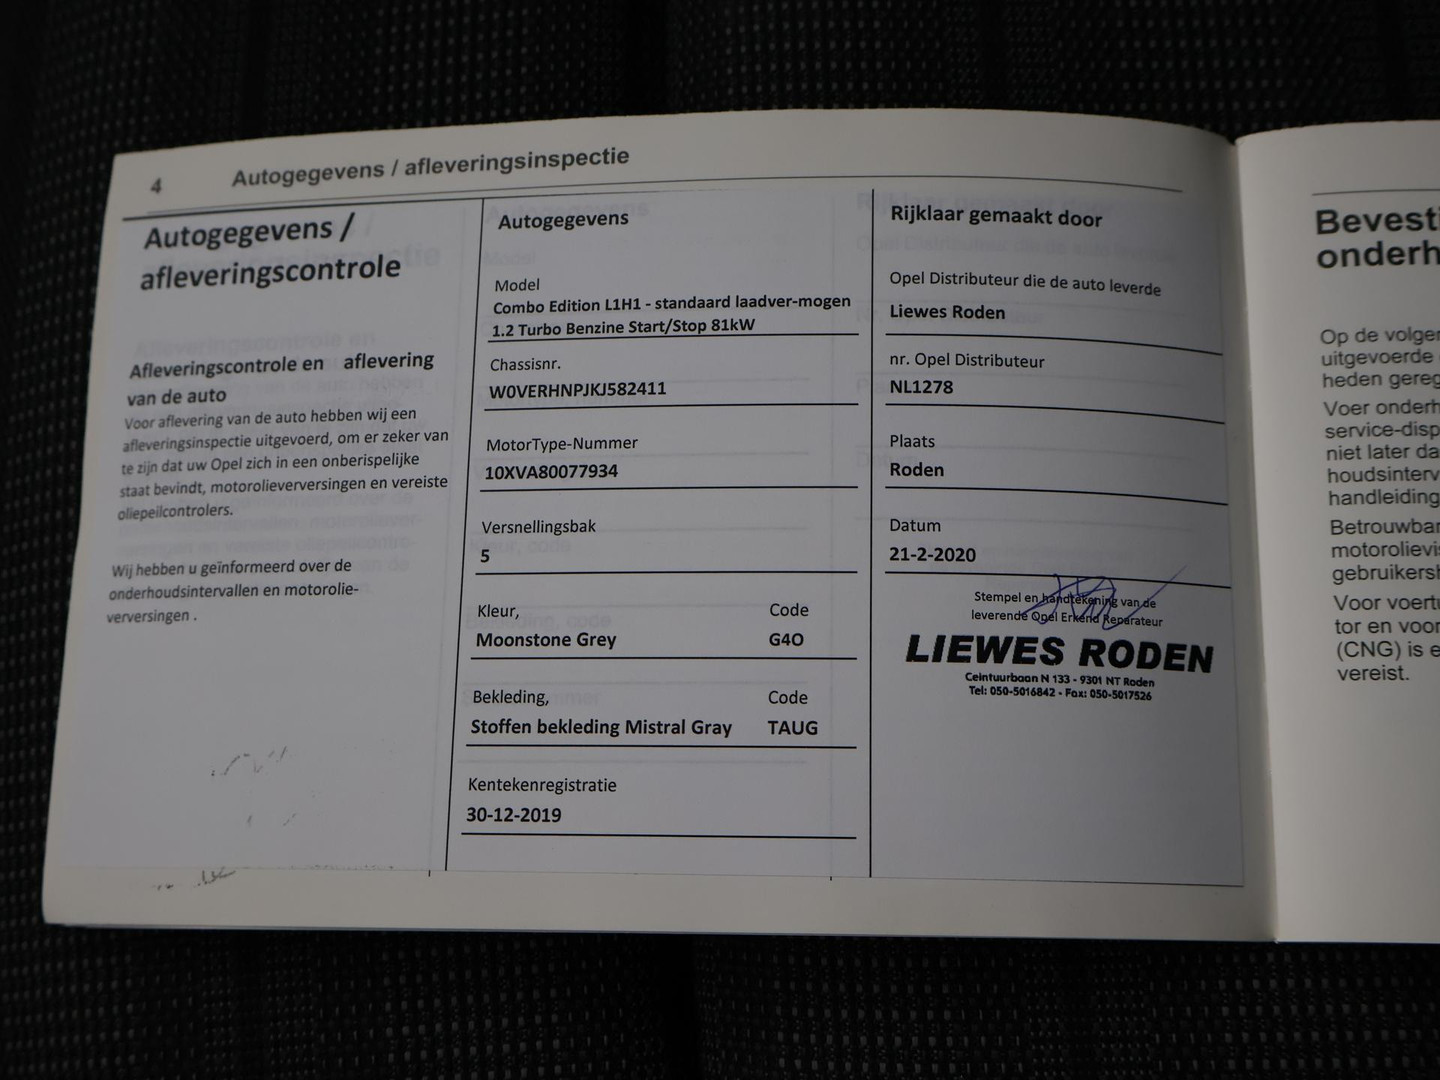 4 Autogegevens / afleveringsinspectie
Autogegevens /
afleveringscontrole
Afleveringscontrole en aflevering
van de auto
Voor aflevering van de auto hebben wij een
afleveringsinspectie uitgevoerd, om er zeker van
te zijn dat uw Opel zich in een onberispelijke
staat bevindt, motorolieverversingen en vereiste
oliepeilcontrolers.
Wij hebben u geïnformeerd over de
onderhoudsintervallen en motorolie-
verversingen .
Autogegevens
Model
Combo Edition L1H1 - standaard laadver-mogen
1.2 Turbo Benzine Start/Stop 81kW
Chassisnr.
W0VERHNPJKJ582411
MotorType-Nummer
10XVA80077934
Versnellingsbak
5
Kleur, Code
Moonstone Grey G4O
Bekleding, Code
Stoffen bekleding Mistral Gray TAUG
Kentekenregistratie
30-12-2019
Rijklaar gemaakt door
Opel Distributeur die de auto leverde
Liewes Roden
nr. Opel Distributeur
NL1278
Plaats
Roden
Datum
21-2-2020
Stempel en handtekening van de
leverende Opel Erkend Reparateur
LIEWES RODEN
Ceintuurbaan N 133 - 9301 NT Roden
Tel: 050-5016842 - Fax: 050-5017526
Bevesti
onderh
Op de volger
uitgevoerde
heden gereg
Voer onderh
service-disp
niet later da
houdsinterv
handleiding
Betrouwbar
motorolievis
gebruikersh
Voor voertu
tor en voor
(CNG) is e
vereist.